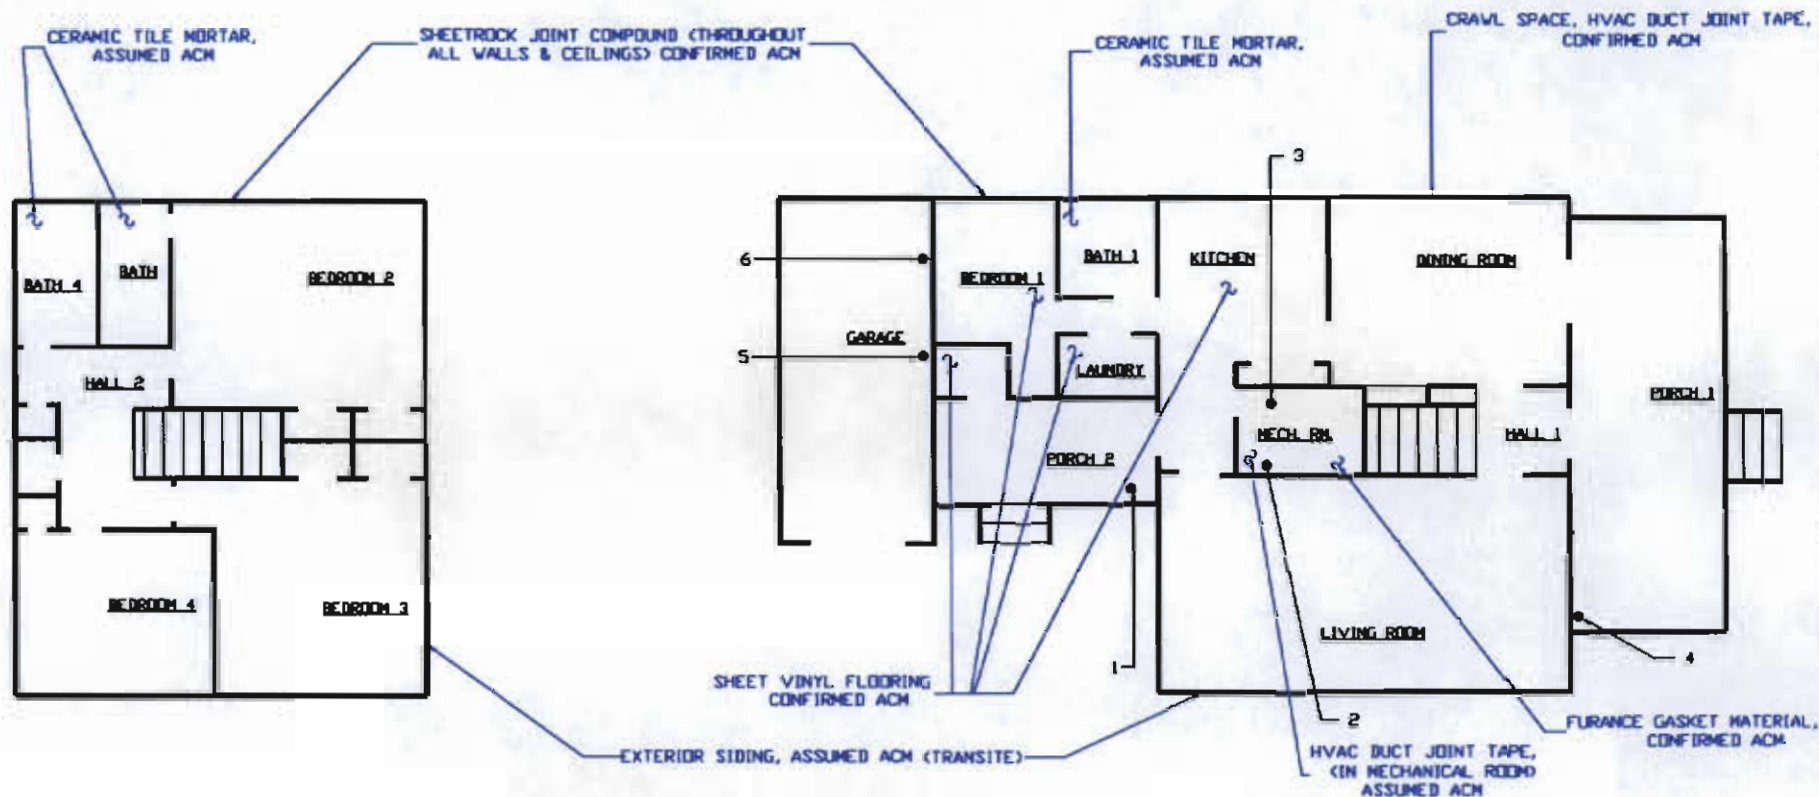 CERAMIC TILE MORTAR,
ASSUMED ACM
SHEETROCK JOINT COMPOUND (THROUGHOUT
ALL WALLS & CEILINGS) CONFIRMED ACM
CERAMIC TILE MORTAR,
ASSUMED ACM
CRAWL SPACE, HVAC DUCT JOINT TAPE,
CONFIRMED ACM
3
BATH 4
BATH
BEDROOM 2
6
BEDROOM 1
BATH 1
KITCHEN
DINING ROOM
GARAGE
5
LAUNDRY
HALL 2
PORCH 1
MECH. RM.
HALL 1
PORCH 2
BEDROOM 4
BEDROOM 3
LIVING ROOM
1
4
SHEET VINYL FLOORING
CONFIRMED ACM
2
FURANCE GASKET MATERIAL,
CONFIRMED ACM
EXTERIOR SIDING, ASSUMED ACM (TRANSITE)
HVAC DUCT JOINT TAPE,
(IN MECHANICAL ROOM)
ASSUMED ACM